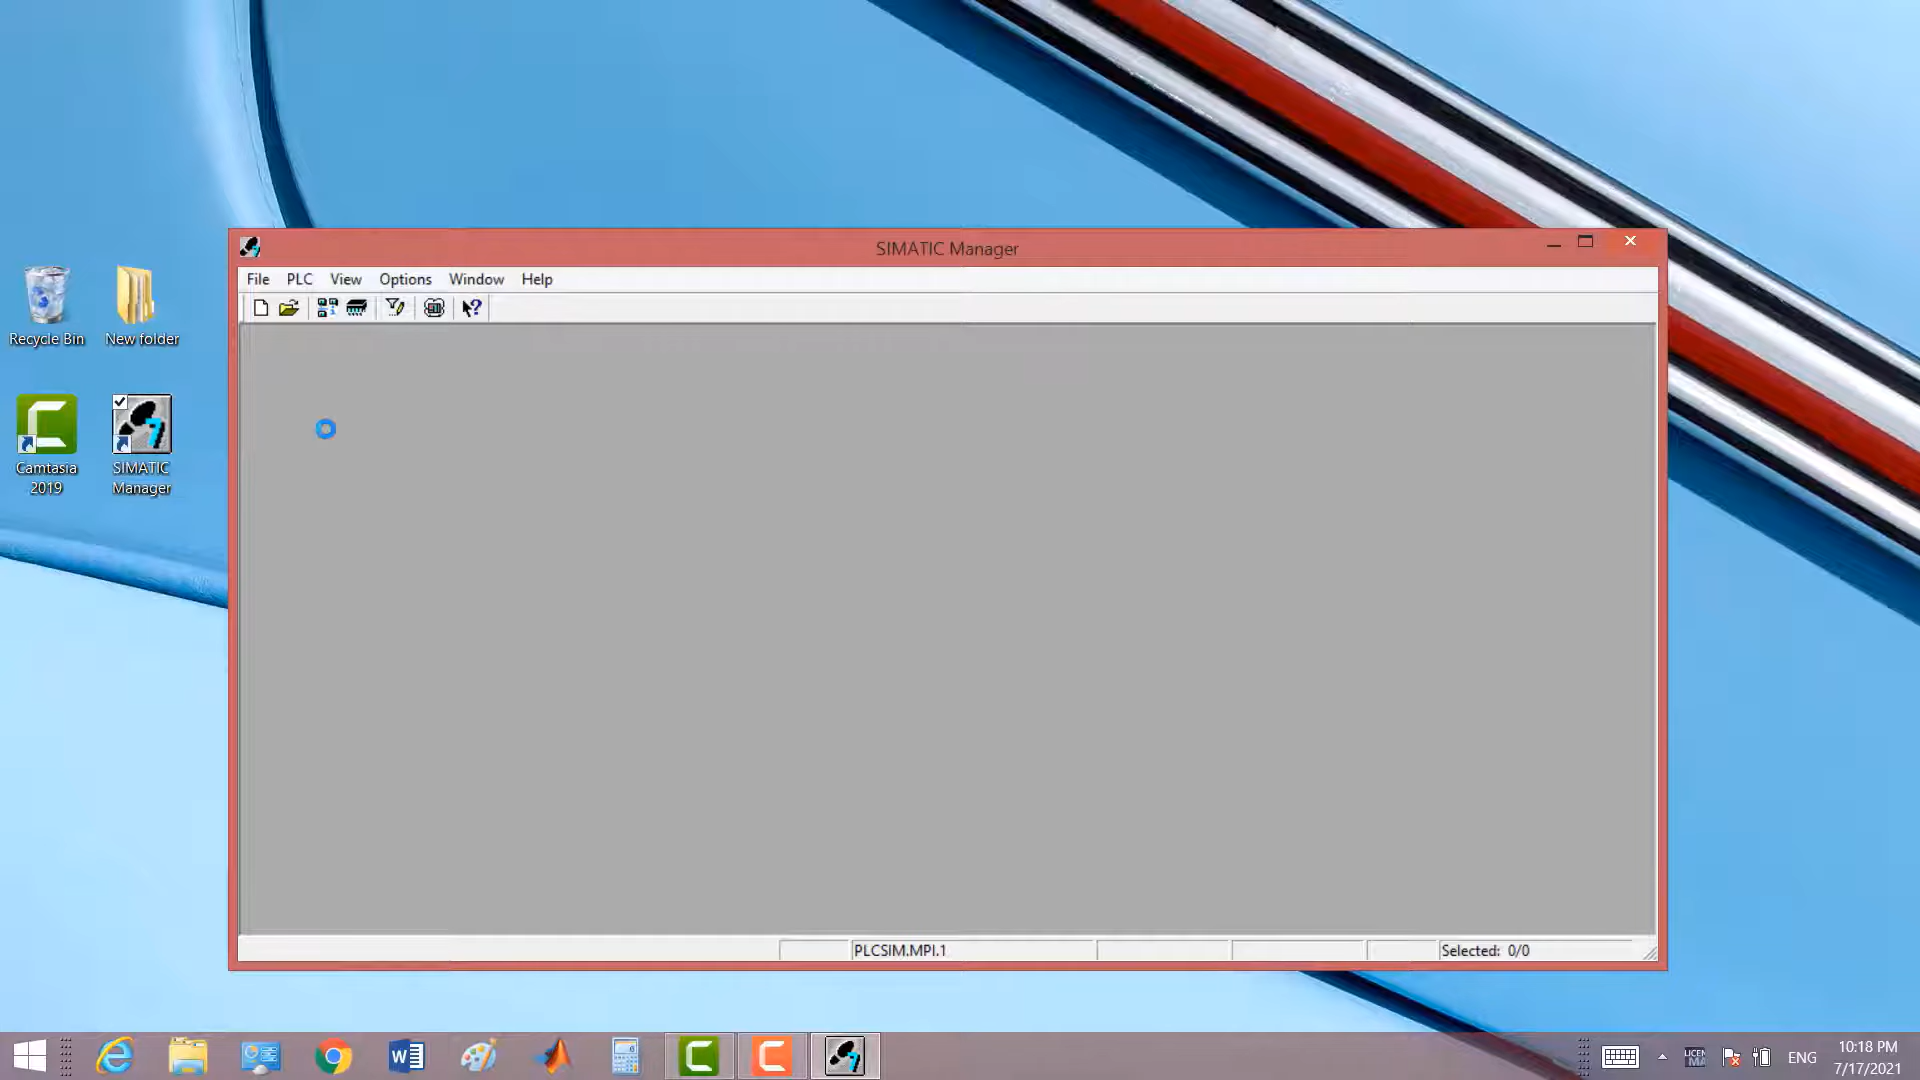 SIMATIC Manager
File PLC View Options Window Help
Recycle Bin
New folder
Camtasia
2019
SIMATIC
Manager
7
PLCSIM.MPI.1
Selected: 0/0
ENG
10:18 PM
7/17/2021